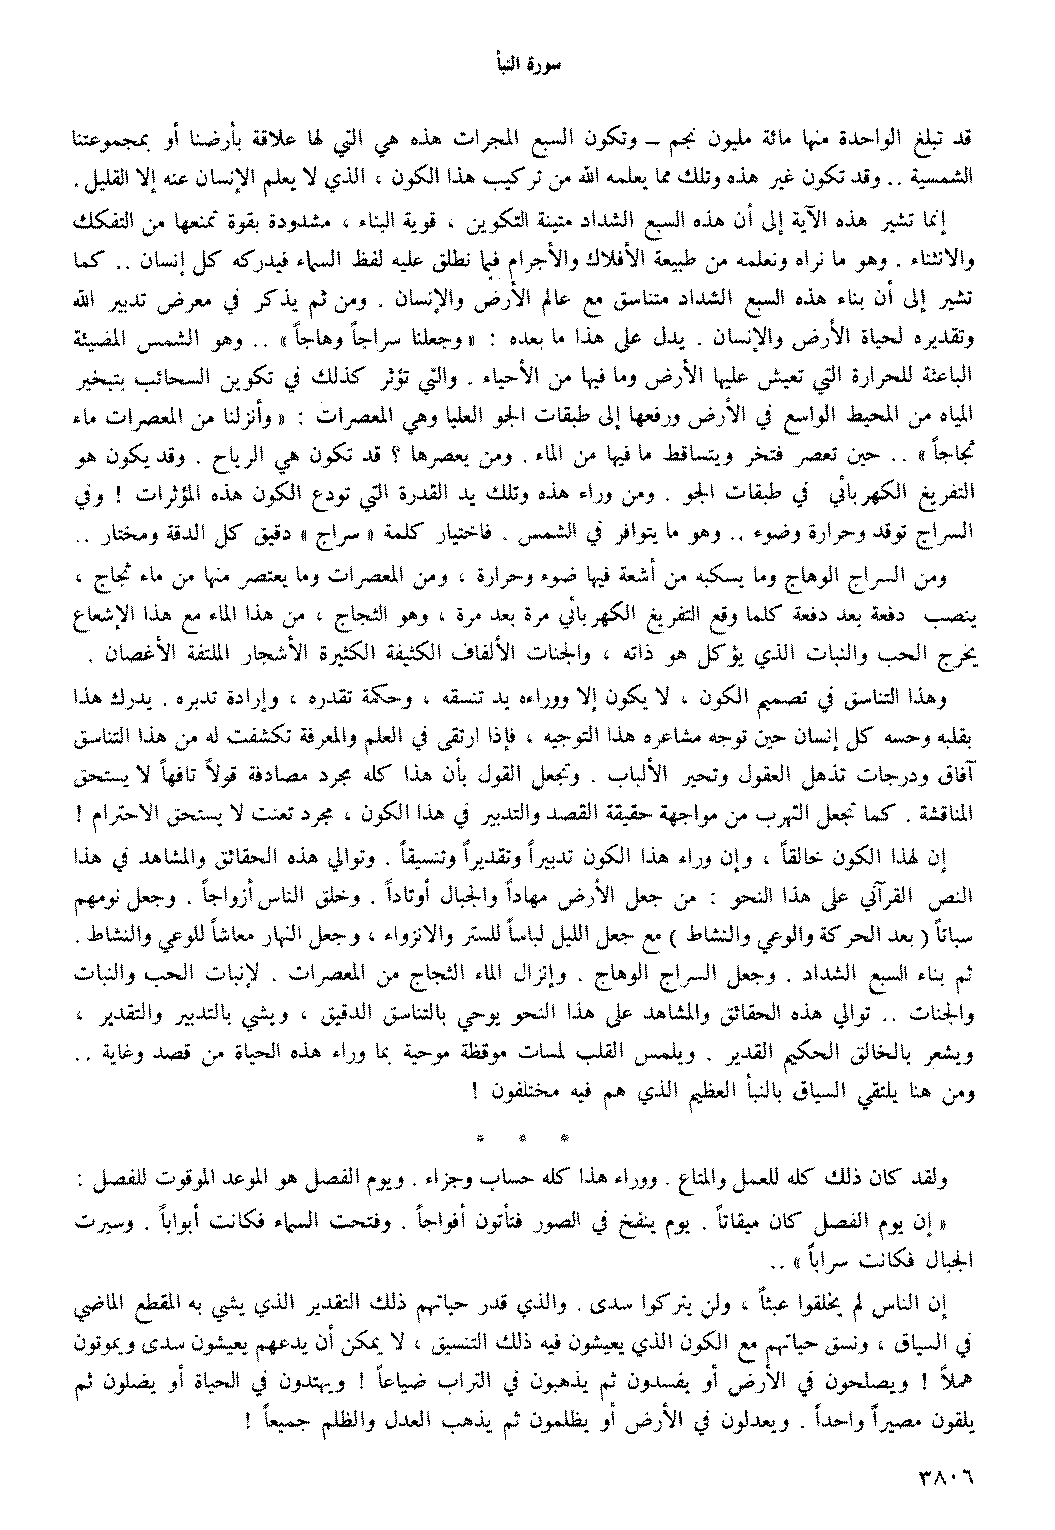 سورة النبأ
قد تبلغ الواحدة منها مائة مليون نجم – وتكون السبع المجرات هذه هي التي لها علاقة بأرضنا أو بمجموعتنا
الشمسية .. وقد تكون غير هذه وتلك مما يعلمه الله من تركيب هذا الكون ، الذي لا يعلم الإنسان عنه إلا القليل .
إنما تشير هذه الآية إلى أن هذه السبع الشداد متينة التكوين ، قوية البناء ، مشدودة بقوة تمنعها من التفكك
والانثناء . وهو ما نراه ونعلمه من طبيعة الأفلاك والأجرام فيما نطلق عليه لفظ السماء فيدركه كل إنسان .. كما
تشير إلى أن بناء هذه السبع الشداد متناسق مع عالم الأرض والإنسان . ومن ثم يذكر في معرض تدبير الله
وتقديره لحياة الأرض والإنسان . يدل على هذا ما بعده : « وجعلنا سراجاً وهاجاً » .. وهو الشمس المضيئة
الباعثة للحرارة التي تعيش عليها الأرض وما فيها من الأحياء . والتي تؤثر كذلك في تكوين السحائب بتبخير
المياه من المحيط الواسع في الأرض ورفعها إلى طبقات الجو العليا وهي المعصرات : « وأنزلنا من المعصرات ماء
ثجاجاً » .. حين تعصر فتخر ويتساقط ما فيها من الماء . ومن يعصرها ؟ قد تكون هي الرياح . وقد يكون هو
التفريغ الكهربائي في طبقات الجو . ومن وراء هذه وتلك يد القدرة التي تودع الكون هذه المؤثرات ! وفي
السراج توقد وحرارة وضوء .. وهو ما يتوافر في الشمس . فاختيار كلمة « سراج » دقيق كل الدقة ومختار ..
ومن السراج الوهاج وما يسكبه من أشعة فيها ضوء وحرارة ، ومن المعصرات وما يعتصر منها من ماء ثجاج ،
ينصب دفعة بعد دفعة كلما وقع التفريغ الكهربائي مرة بعد مرة ، وهو الثجاج ، من هذا الماء مع هذا الإشعاع
يخرج الحب والنبات الذي يؤكل هو ذاته ، والجنات الألفاف الكثيفة الكثيرة الأشجار الملتفة الأغصان .
وهذا التناسق في تصميم الكون ، لا يكون إلا ووراءه يد تنسقه ، وحكمة تقدره ، وإرادة تدبره . يدرك هذا
بقلبه وحسه كل إنسان حين توجه مشاعره هذا التوجيه ، فإذا ارتقى في العلم والمعرفة تكشفت له من هذا التناسق
آفاق ودرجات تذهل العقول وتحير الألباب . وتجعل القول بأن هذا كله مجرد مصادفة قولاً تافهاً لا يستحق
المناقشة . كما تجعل التهرب من مواجهة حقيقة القصد والتدبير في هذا الكون ، مجرد تعنت لا يستحق الاحترام !
إن لهذا الكون خالقاً ، وإن وراء هذا الكون تدبيراً وتقديراً وتنسيقاً . وتوالي هذه الحقائق والمشاهد في هذا
النص القرآني على هذا النحو : من جعل الأرض مهاداً والجبال أوتاداً . وخلق الناس أزواجاً . وجعل نومهم
سباتاً ( بعد الحركة والوعي والنشاط ) مع جعل الليل لباساً للستر والانزواء ، وجعل النهار معاشاً للوعي والنشاط .
ثم بناء السبع الشداد . وجعل السراج الوهاج . وإنزال الماء الثجاج من المعصرات . لإنبات الحب والنبات
والجنات .. توالي هذه الحقائق والمشاهد على هذا النحو يوحي بالتناسق الدقيق ، ويشي بالتدبير والتقدير ،
ويشعر بالخالق الحكيم القدير . ويلمس القلب لمسات موقظة موحية بما وراء هذه الحياة من قصد وغاية ..
ومن هنا يلتقي السياق بالنبأ العظيم الذي هم فيه مختلفون !
* * *
ولقد كان ذلك كله للعمل والمتاع . ووراء هذا كله حساب وجزاء . ويوم الفصل هو الموعد الموقوت للفصل :
« إن يوم الفصل كان ميقاتاً . يوم ينفخ في الصور فتأتون أفواجاً . وفتحت السماء فكانت أبواباً . وسيرت
الجبال فكانت سراباً » ..
إن الناس لم يخلقوا عبثاً ، ولن يتركوا سدى . والذي قدر حياتهم ذلك التقدير الذي يشي به المقطع الماضي
في السياق ، ونسق حياتهم مع الكون الذي يعيشون فيه ذلك التنسيق ، لا يمكن أن يدعهم يعيشون سدى ويموتون
هملاً ! ويصلحون في الأرض أو يفسدون ثم يذهبون في التراب ضياعاً ! ويهتدون في الحياة أو يضلون ثم
يلقون مصيراً واحداً . ويعدلون في الأرض أو يظلمون ثم يذهب العدل والظلم جميعاً !
٣٨٠٦